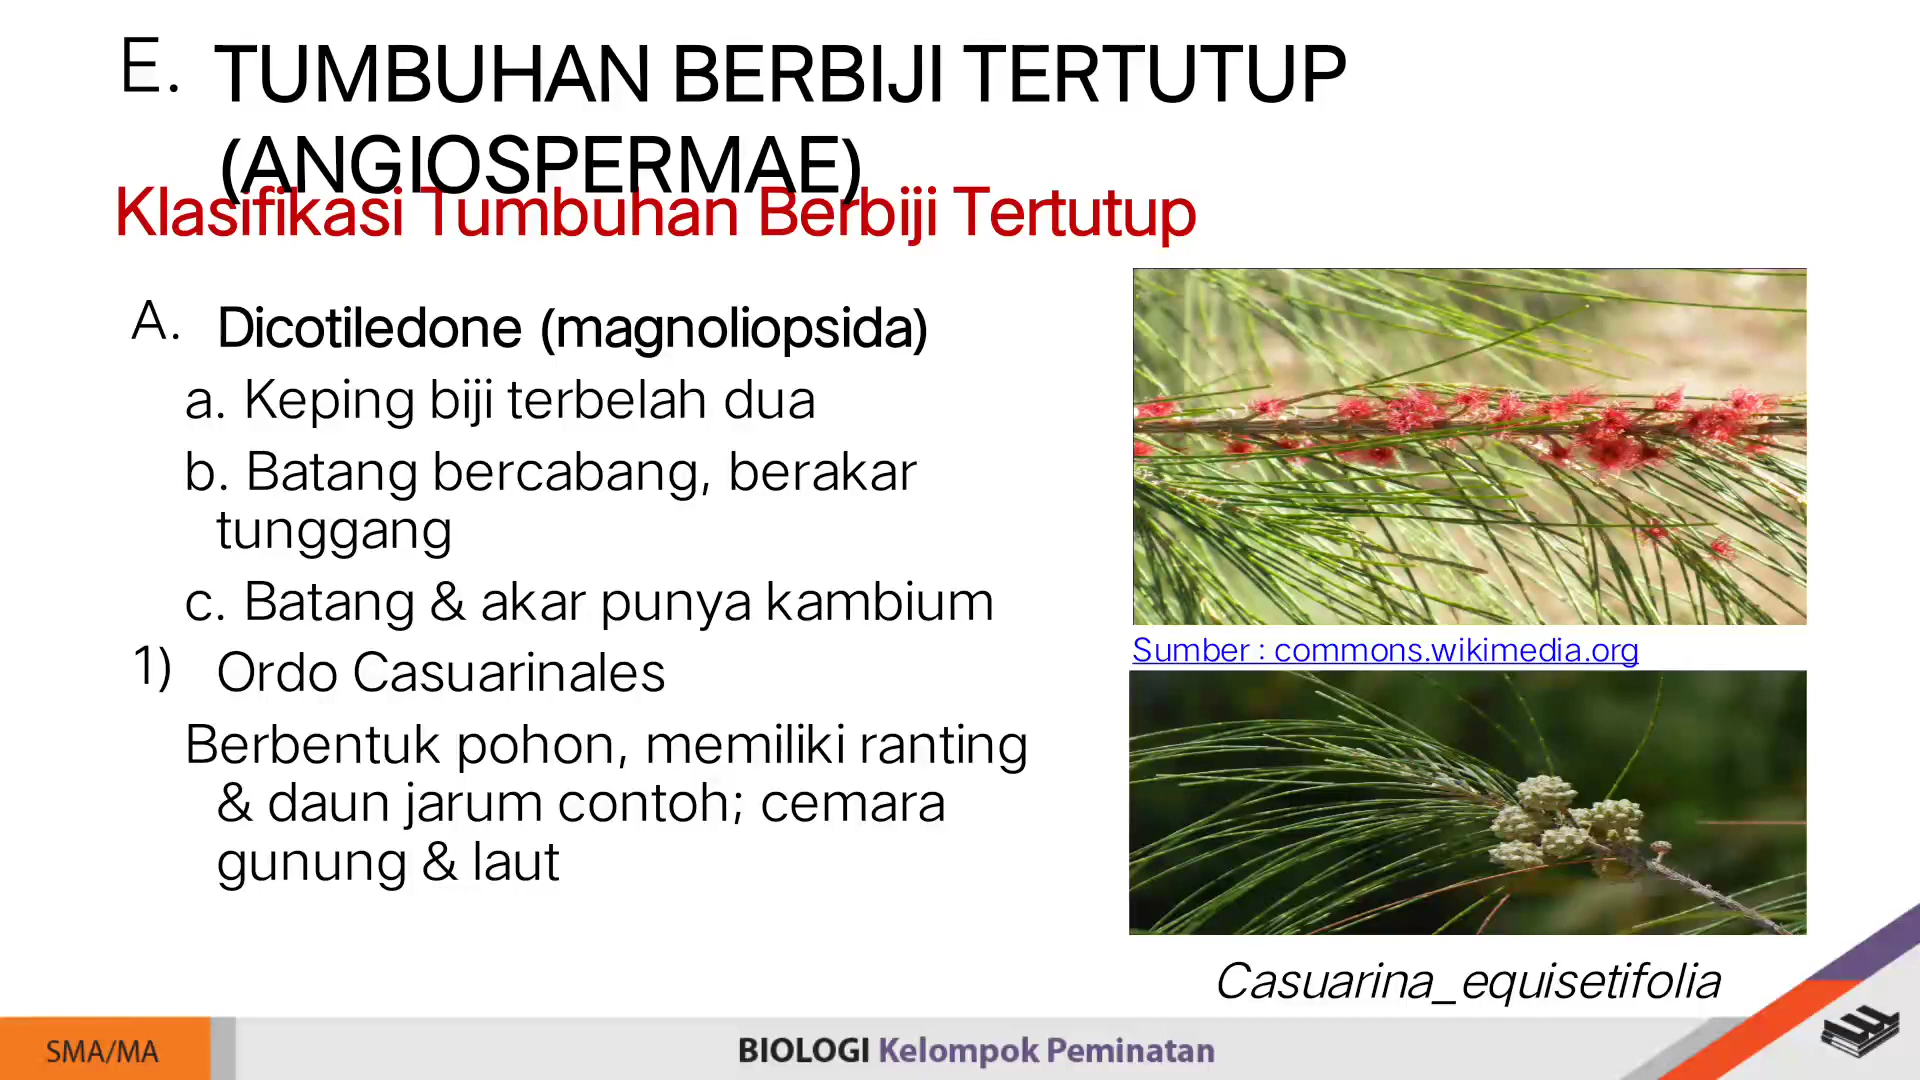 E. TUMBUHAN BERBIJI TERTUTUP
(ANGIOSPERMAE)
Klasifikasi Tumbuhan Berbiji Tertutup
A. Dicotiledone (magnoliopsida)
a. Keping biji terbelah dua
b. Batang bercabang, berakar
tunggang
c. Batang & akar punya kambium
1) Ordo Casuarinales
Berbentuk pohon, memiliki ranting
& daun jarum contoh; cemara
gunung & laut
Sumber : commons.wikimedia.org
Casuarina_equisetifolia
SMA/MA
BIOLOGI Kelompok Peminatan